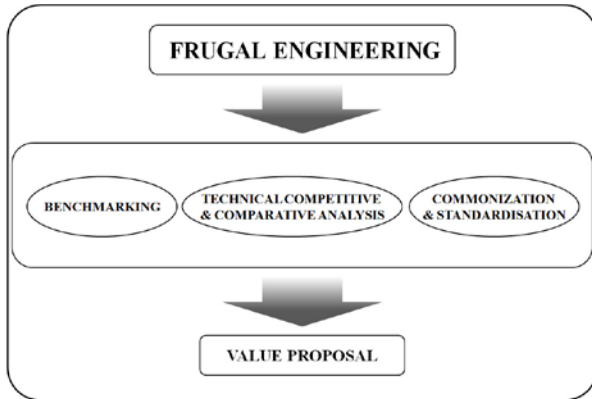 FRUGAL ENGINEERING
BENCHMARKING
TECHNICAL COMPETITIVE
& COMPARATIVE ANALYSIS
COMMONIZATION
& STANDARDISATION
VALUE PROPOSAL